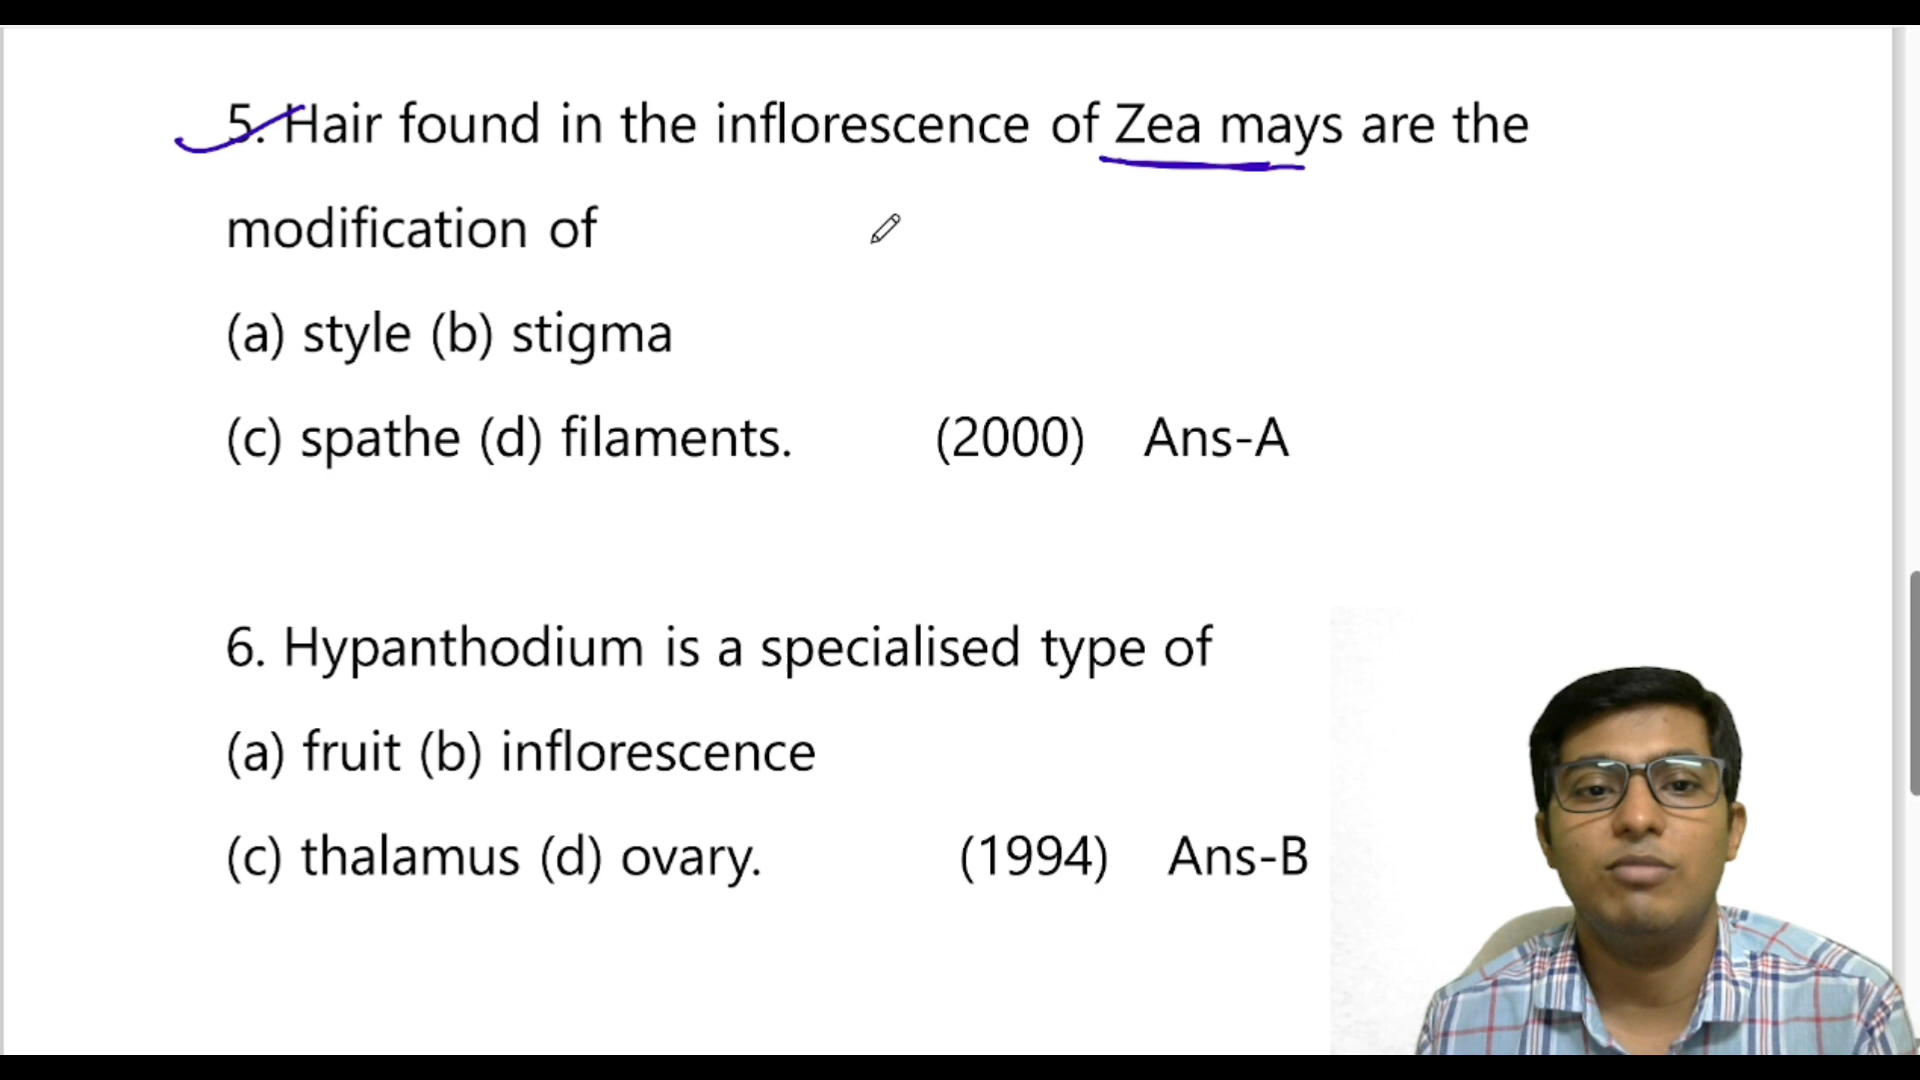 5. Hair found in the inflorescence of Zea mays are the
modification of
(a) style (b) stigma
(c) spathe (d) filaments. (2000) Ans-A
6. Hypanthodium is a specialised type of
(a) fruit (b) inflorescence
(c) thalamus (d) ovary. (1994) Ans-B